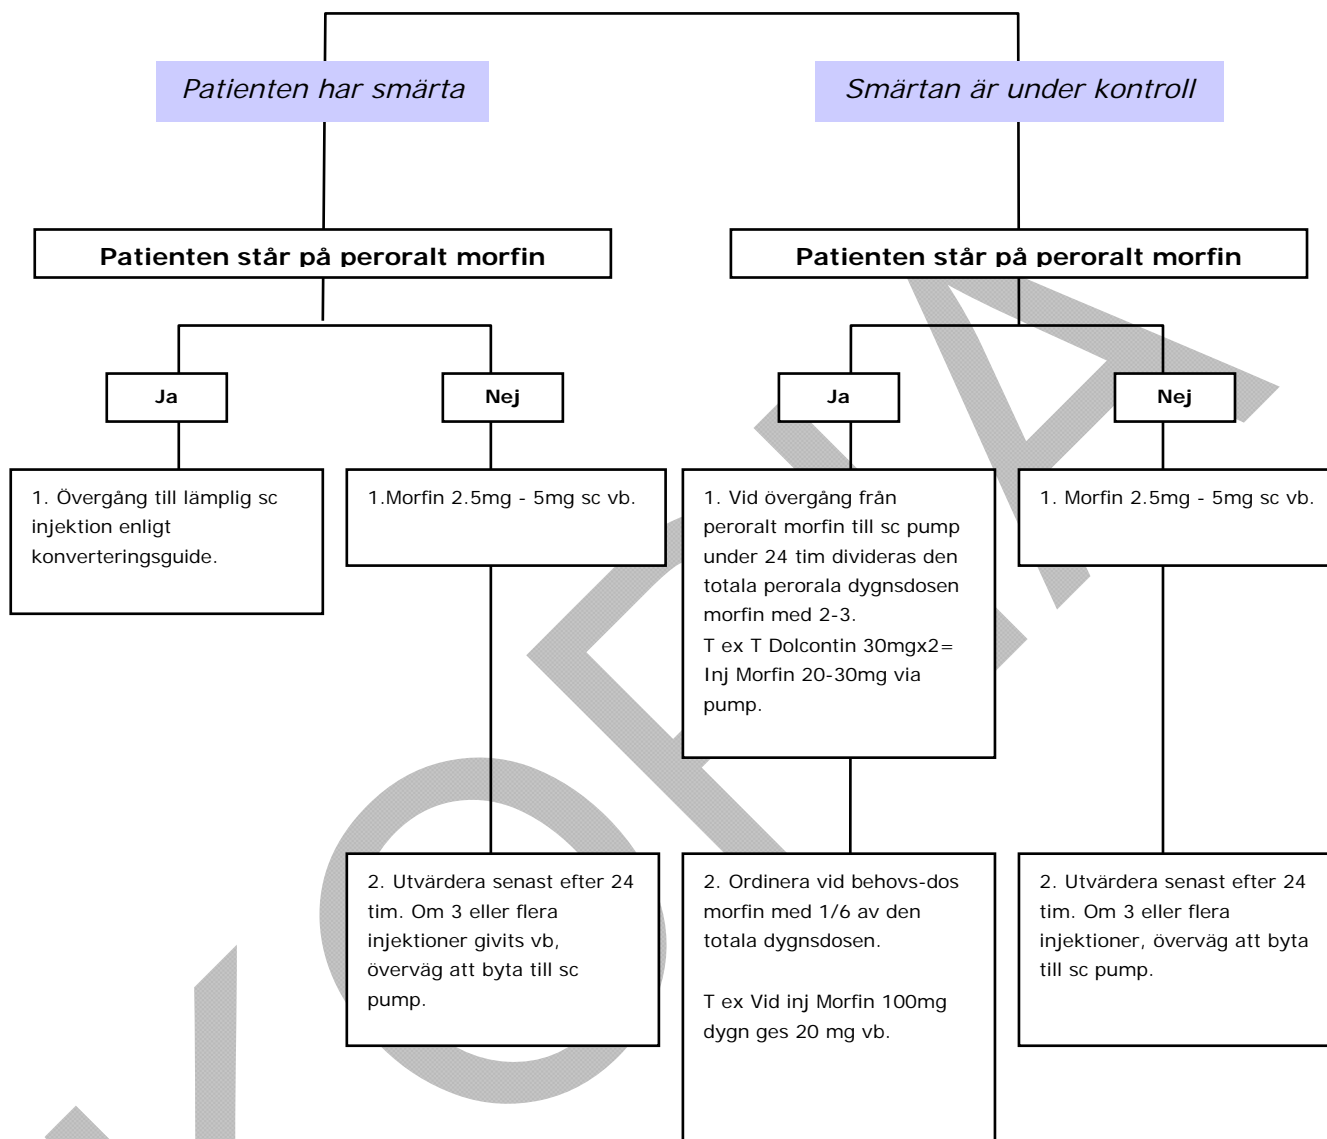 Patienten har smärta
Smärtan är under kontroll
Patienten står på peroralt morfin
Patienten står på peroralt morfin
Ja
Nej
Ja
Nej
1. Övergång till lämplig sc
injektion enligt
konverteringsguide.
1.Morfin 2.5mg - 5mg sc vb.
1. Vid övergång från
peroralt morfin till sc pump
under 24 tim divideras den
totala perorala dygnsdosen
morfin med 2-3.
T ex T Dolcontin 30mgx2=
Inj Morfin 20-30mg via
pump.
1. Morfin 2.5mg - 5mg sc vb.
2. Utvärdera senast efter 24
tim. Om 3 eller flera
injektioner givits vb,
överväg att byta till sc
pump.
2. Ordinera vid behovs-dos
morfin med 1/6 av den
totala dygnsdosen.
T ex Vid inj Morfin 100mg
dygn ges 20 mg vb.
2. Utvärdera senast efter 24
tim. Om 3 eller flera
injektioner, överväg att byta
till sc pump.